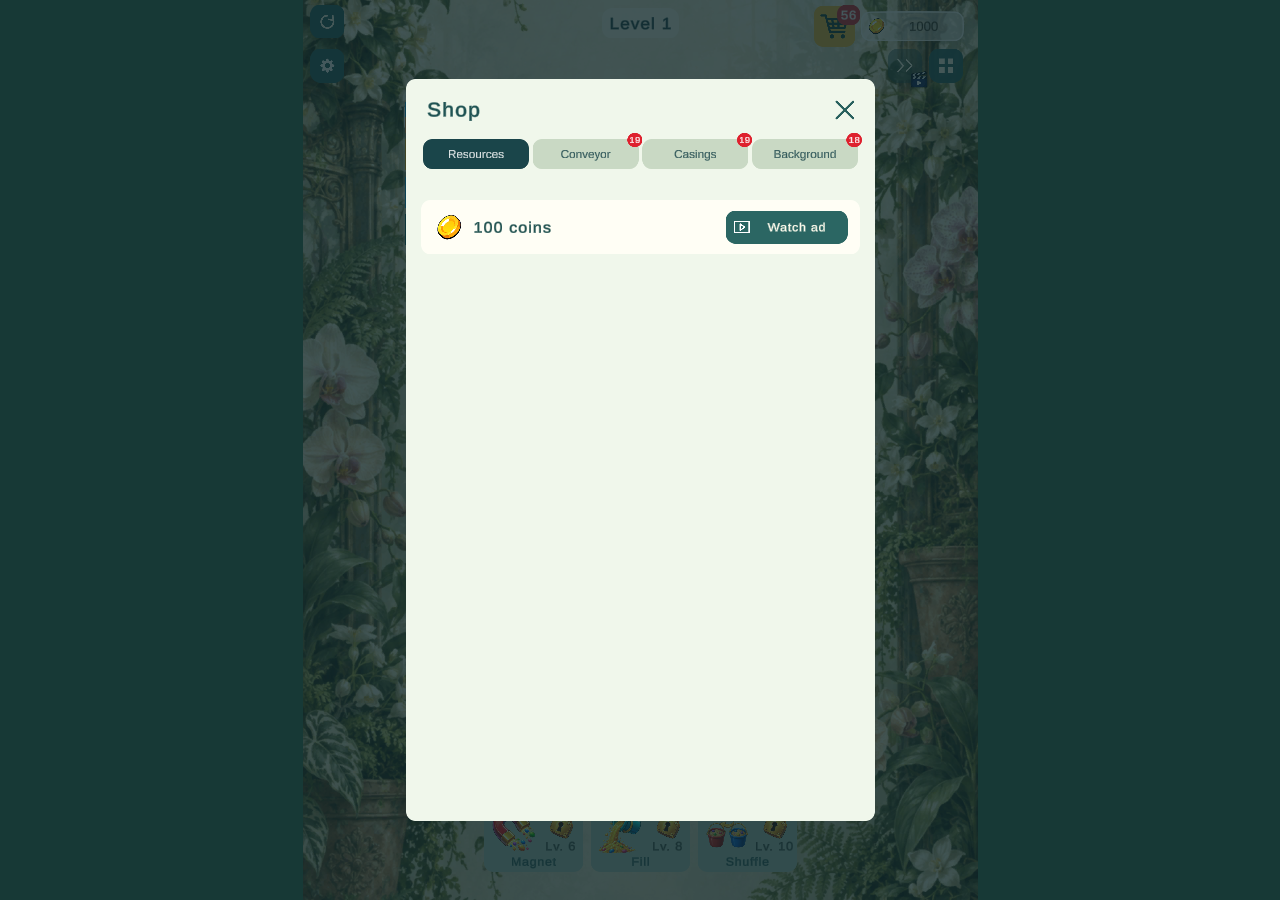 Level 1
56
1000
Shop
Resources
Conveyor
19
Casings
19
Background
18
100 coins
Watch ad
Lv. 6
Magnet
Lv. 8
Fill
Lv. 10
Shuffle